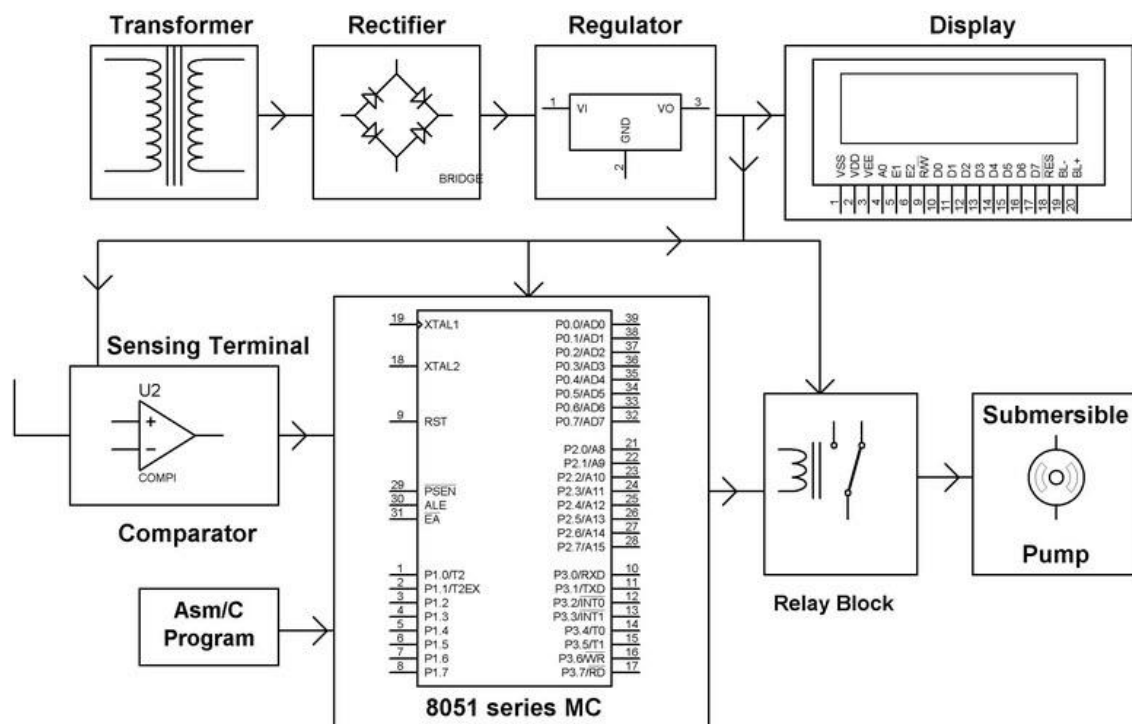 Transformer
Rectifier
Regulator
Display
BRIDGE
1
VI
VO
3
GND
2
VSS
VDD
VEE
A0
E1
E2
R/W
D0
D1
D2
D3
D4
D5
D6
D7
RES
BL-
BL+
1
2
3
4
5
6
9
10
11
12
13
14
15
16
17
18
19
20
Sensing Terminal
U2
+
−
COMPI
Comparator
Asm/C
Program
19 XTAL1
18 XTAL2
9 RST
29 PSEN
30 ALE
31 EA
1 P1.0/T2
2 P1.1/T2EX
3 P1.2
4 P1.3
5 P1.4
6 P1.5
7 P1.6
8 P1.7
P0.0/AD0 39
P0.1/AD1 38
P0.2/AD2 37
P0.3/AD3 36
P0.4/AD4 35
P0.5/AD5 34
P0.6/AD6 33
P0.7/AD7 32
P2.0/A8 21
P2.1/A9 22
P2.2/A10 23
P2.3/A11 24
P2.4/A12 25
P2.5/A13 26
P2.6/A14 27
P2.7/A15 28
P3.0/RXD 10
P3.1/TXD 11
P3.2/INT0 12
P3.3/INT1 13
P3.4/T0 14
P3.5/T1 15
P3.6/WR 16
P3.7/RD 17
8051 series MC
Relay Block
Submersible
Pump